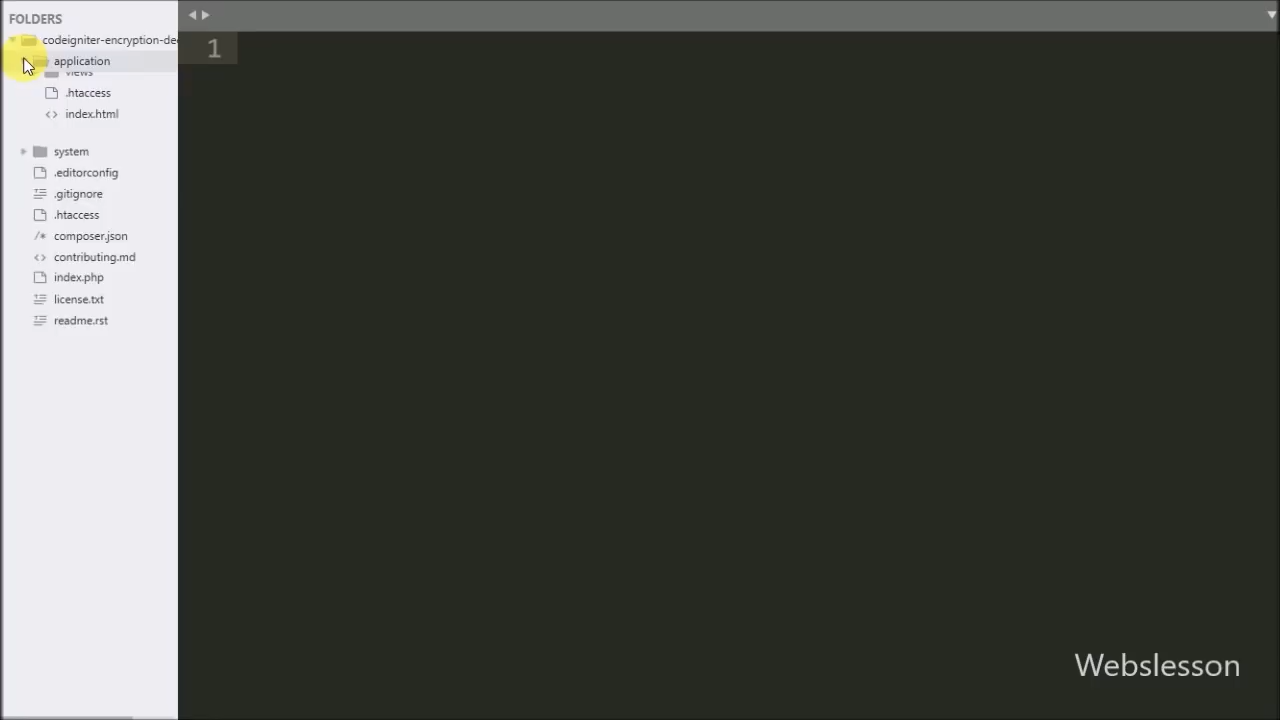 FOLDERS
codeigniter-encryption-de
application
views
.htaccess
index.html
system
.editorconfig
.gitignore
.htaccess
composer.json
contributing.md
index.php
license.txt
readme.rst
1
Webslesson